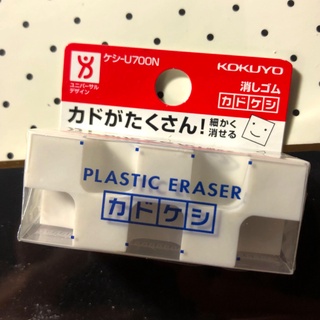 ケシ-U700N
KOKUYO
ユニバーサル
デザイン
消しゴム
カドケシ
カドがたくさん!
細かく
消せる
PLASTIC ERASER
カドケシ